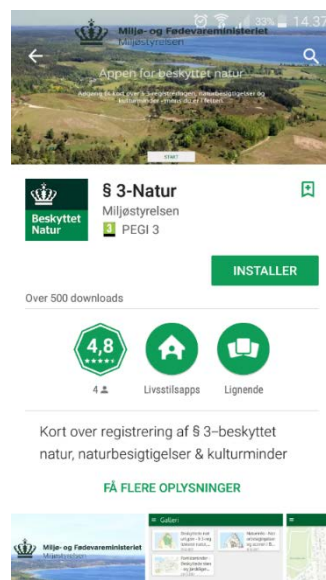 Miljø- og Fødevareministeriet
Miljøstyrelsen
33% 14.37
Appen for beskyttet natur
START
§ 3-Natur
Miljøstyrelsen
Beskyttet
Natur
3 PEGI 3
INSTALLER
Over 500 downloads
4,8
4
Livsstilsapps
Lignende
Kort over registrering af § 3–beskyttet
natur, naturbesigtigelser & kulturminder
FÅ FLERE OPLYSNINGER
Miljø- og Fødevareministeriet
Miljøstyrelsen
Galleri